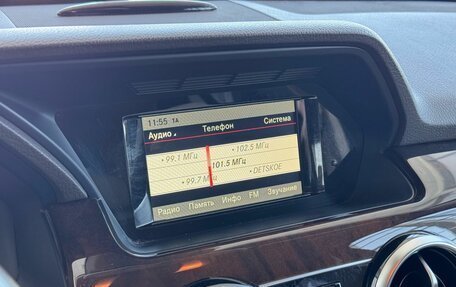 11:55 TA
Аудио Телефон Система
• 99.1 МГц • 102.5 МГц
• 101.5 МГц
• 99.7 МГц • DETSKOE
Радио Память Инфо FM Звучание